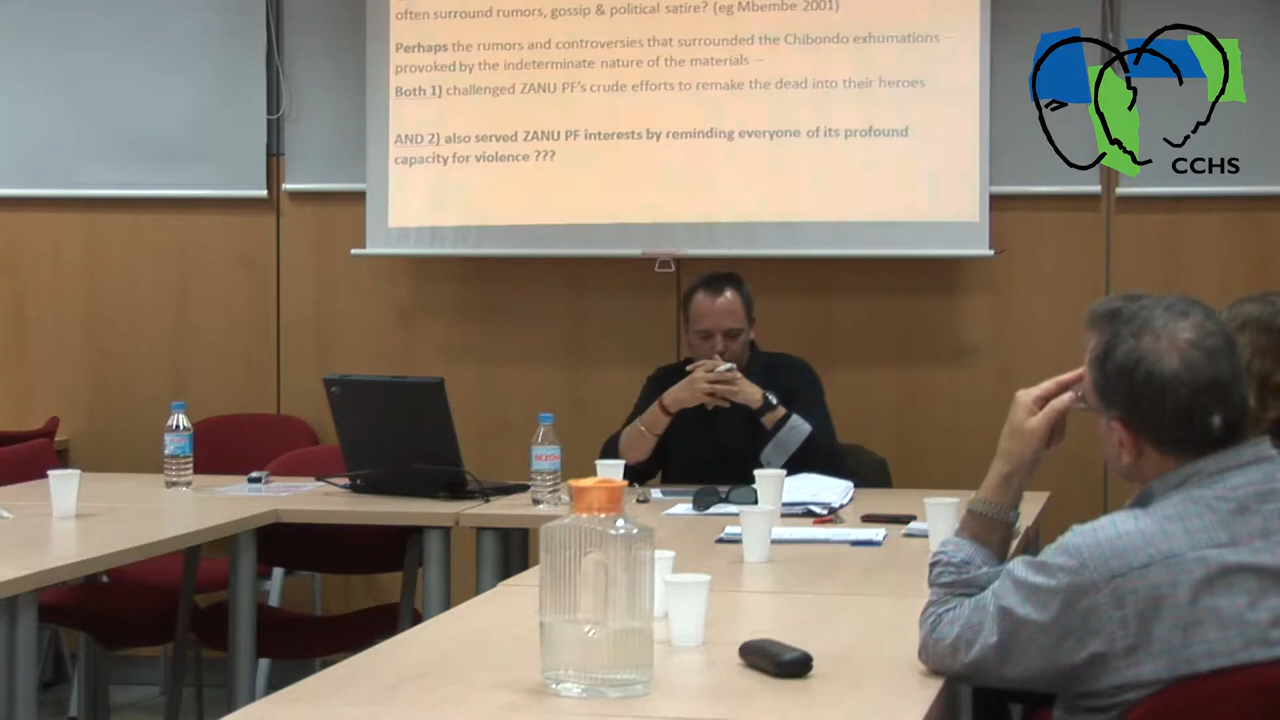 often surround rumors, gossip & political satire? (eg Mbembe 2001)
Perhaps the rumors and controversies that surrounded the Chibondo exhumations –
provoked by the indeterminate nature of the materials –
Both 1) challenged ZANU PF's crude efforts to remake the dead into their heroes
AND 2) also served ZANU PF interests by reminding everyone of its profound
capacity for violence ???
CCHS